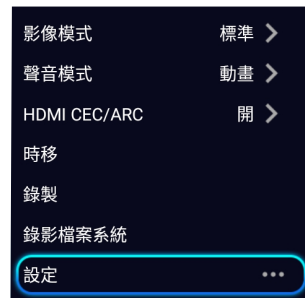 影像模式 標準
聲音模式 動畫
HDMI CEC/ARC 開
時移
錄製
錄影檔案系統
設定